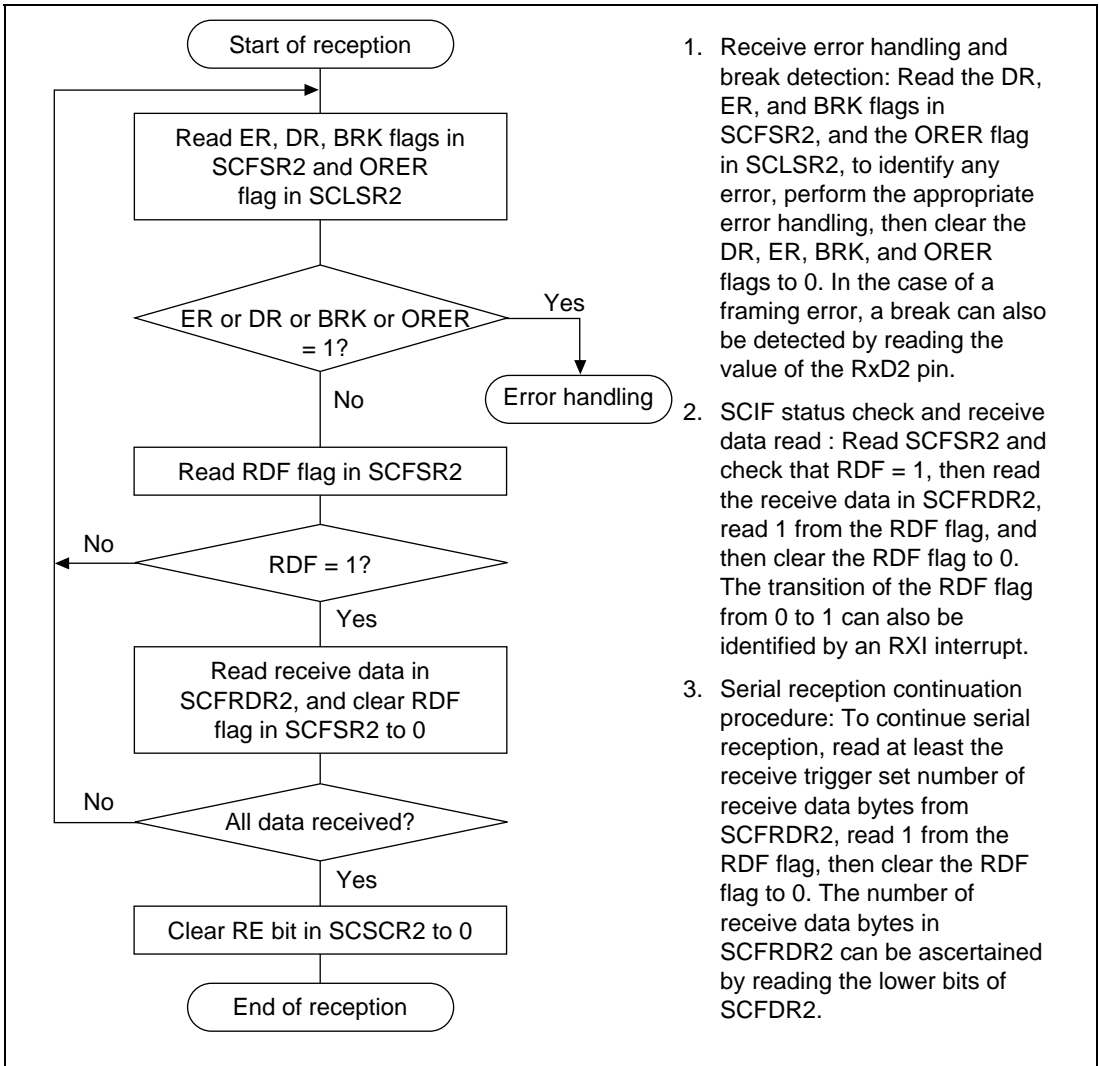 Start of reception
Read ER, DR, BRK flags in
SCFSR2 and ORER
flag in SCLSR2
ER or DR or BRK or ORER
= 1?
Yes
Error handling
No
Read RDF flag in SCFSR2
No
RDF = 1?
Yes
Read receive data in
SCFRDR2, and clear RDF
flag in SCFSR2 to 0
No
All data received?
Yes
Clear RE bit in SCSCR2 to 0
End of reception
1. Receive error handling and
break detection: Read the DR,
ER, and BRK flags in
SCFSR2, and the ORER flag
in SCLSR2, to identify any
error, perform the appropriate
error handling, then clear the
DR, ER, BRK, and ORER
flags to 0. In the case of a
framing error, a break can also
be detected by reading the
value of the RxD2 pin.
2. SCIF status check and receive
data read : Read SCFSR2 and
check that RDF = 1, then read
the receive data in SCFRDR2,
read 1 from the RDF flag, and
then clear the RDF flag to 0.
The transition of the RDF flag
from 0 to 1 can also be
identified by an RXI interrupt.
3. Serial reception continuation
procedure: To continue serial
reception, read at least the
receive trigger set number of
receive data bytes from
SCFRDR2, read 1 from the
RDF flag, then clear the RDF
flag to 0. The number of
receive data bytes in
SCFRDR2 can be ascertained
by reading the lower bits of
SCFDR2.